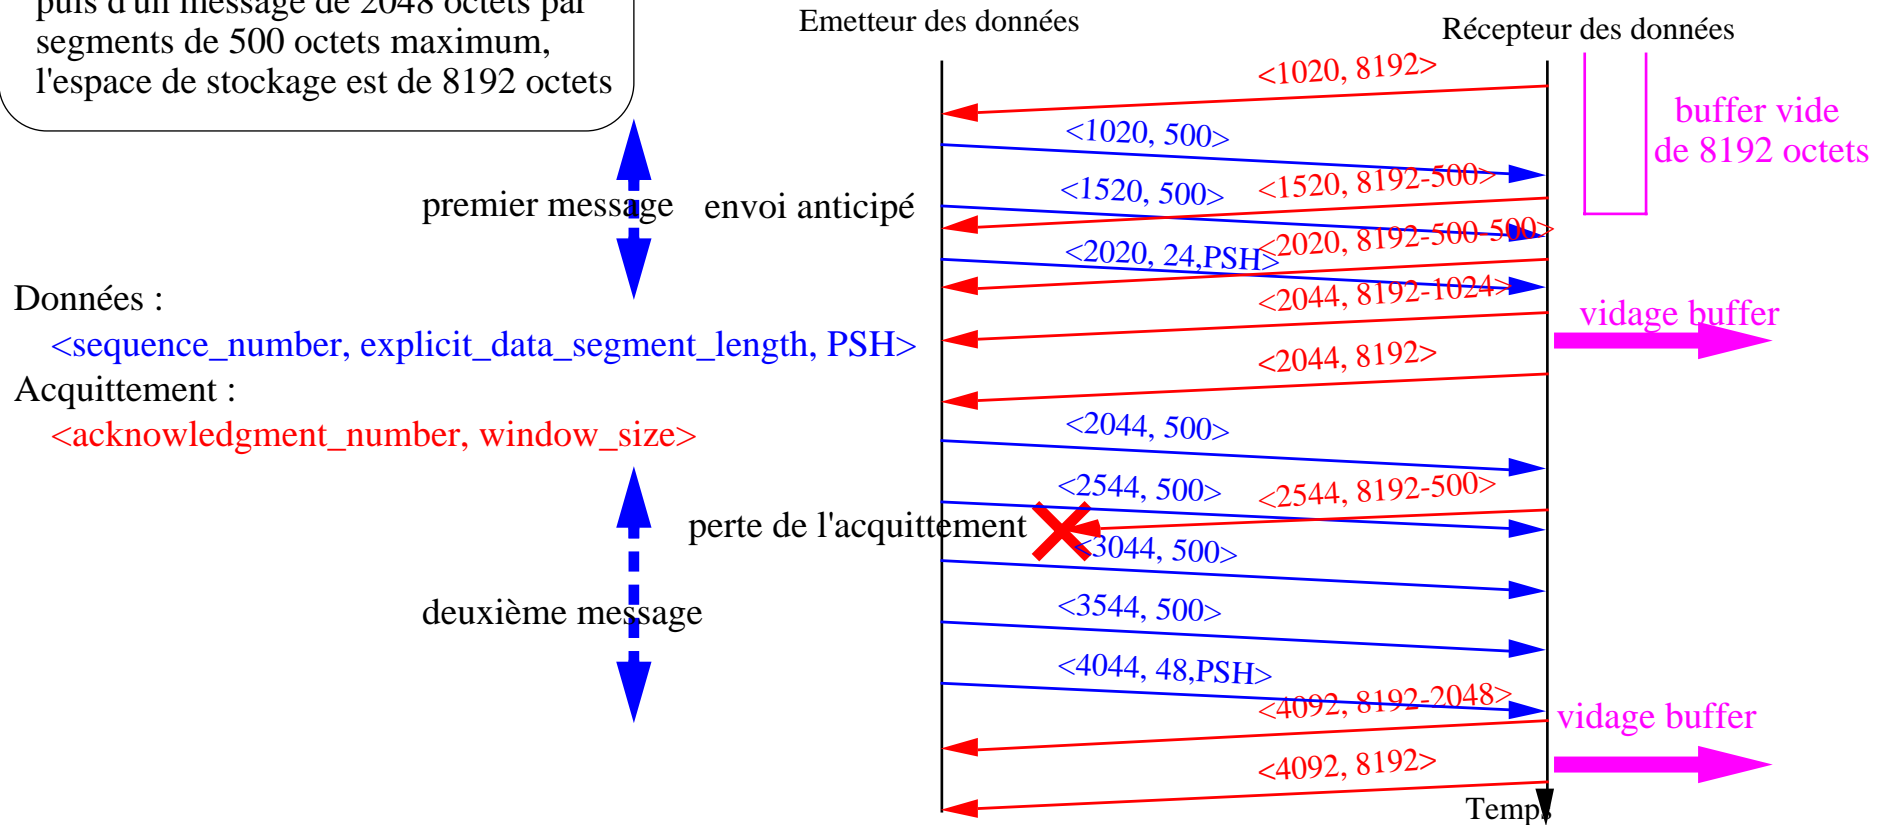 puis d'un message de 2048 octets par
segments de 500 octets maximum,
l'espace de stockage est de 8192 octets
Emetteur des données
Récepteur des données
<1020, 8192>
buffer vide
de 8192 octets
<1020, 500>
<1520, 8192-500>
<1520, 500>
premier message
envoi anticipé
<2020, 8192-500-500>
<2020, 24,PSH>
<2044, 8192-1024>
vidage buffer
Données :
<sequence_number, explicit_data_segment_length, PSH>
<2044, 8192>
Acquittement :
<acknowledgment_number, window_size>
<2044, 500>
<2544, 500>
<2544, 8192-500>
perte de l'acquittement
<3044, 500>
<3544, 500>
deuxième message
<4044, 48,PSH>
<4092, 8192-2048>
vidage buffer
<4092, 8192>
Temps